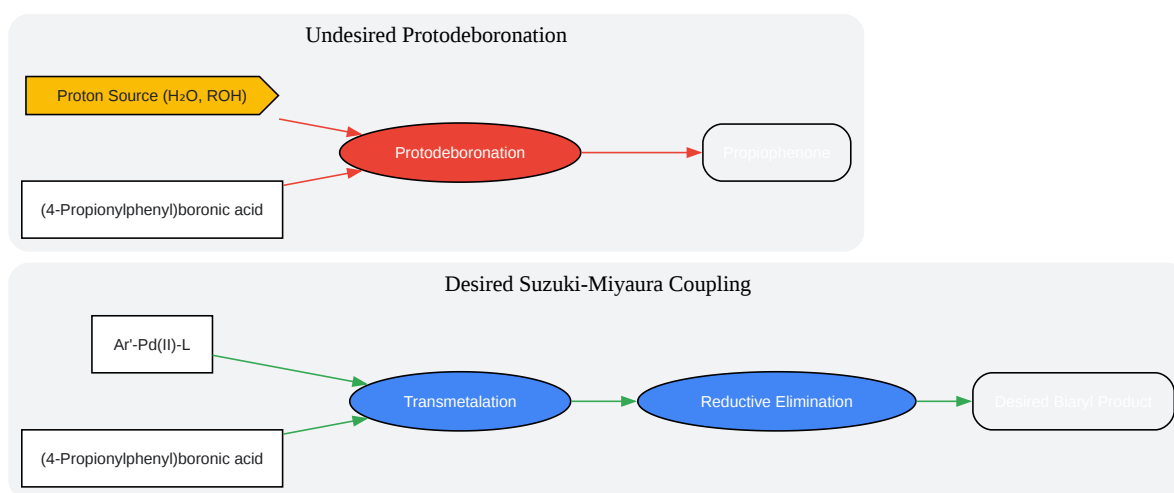 Undesired Protodeboronation
Proton Source (H₂O, ROH)
Protodeboronation
Propiophenone
(4-Propionylphenyl)boronic acid
Desired Suzuki-Miyaura Coupling
Ar'-Pd(II)-L
Transmetalation
Reductive Elimination
Desired Biaryl Product
(4-Propionylphenyl)boronic acid